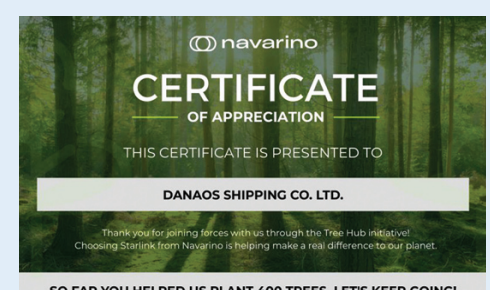 navarino
CERTIFICATE
OF APPRECIATION
THIS CERTIFICATE IS PRESENTED TO
DANAOS SHIPPING CO. LTD.
Thank you for joining forces with us through the Tree Hub initiative!
Choosing Starlink from Navarino is helping make a real difference to our planet.
SO FAR YOU HELPED US PLANT 400 TREES. LET'S KEEP GOING!